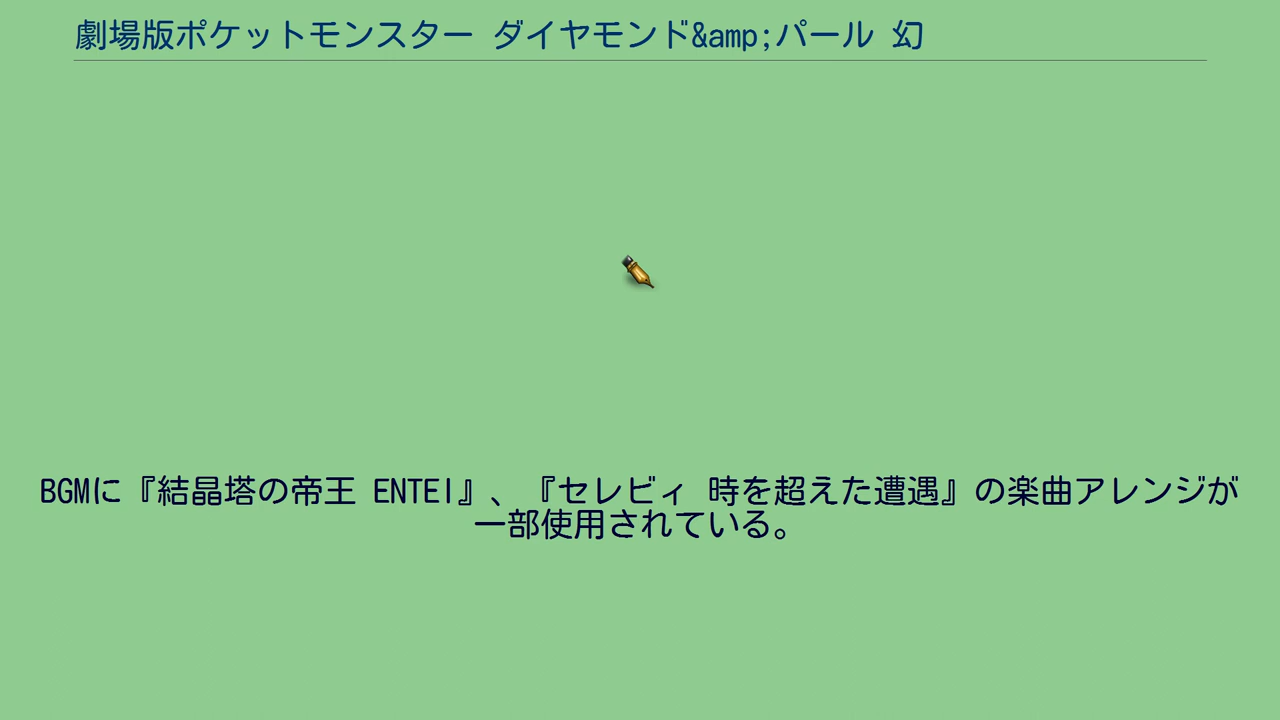 劇場版ポケットモンスター ダイヤモンド&amp;パール 幻
BGMに『結晶塔の帝王 ENTEI』、『セレビィ 時を超えた遭遇』の楽曲アレンジが
一部使用されている。